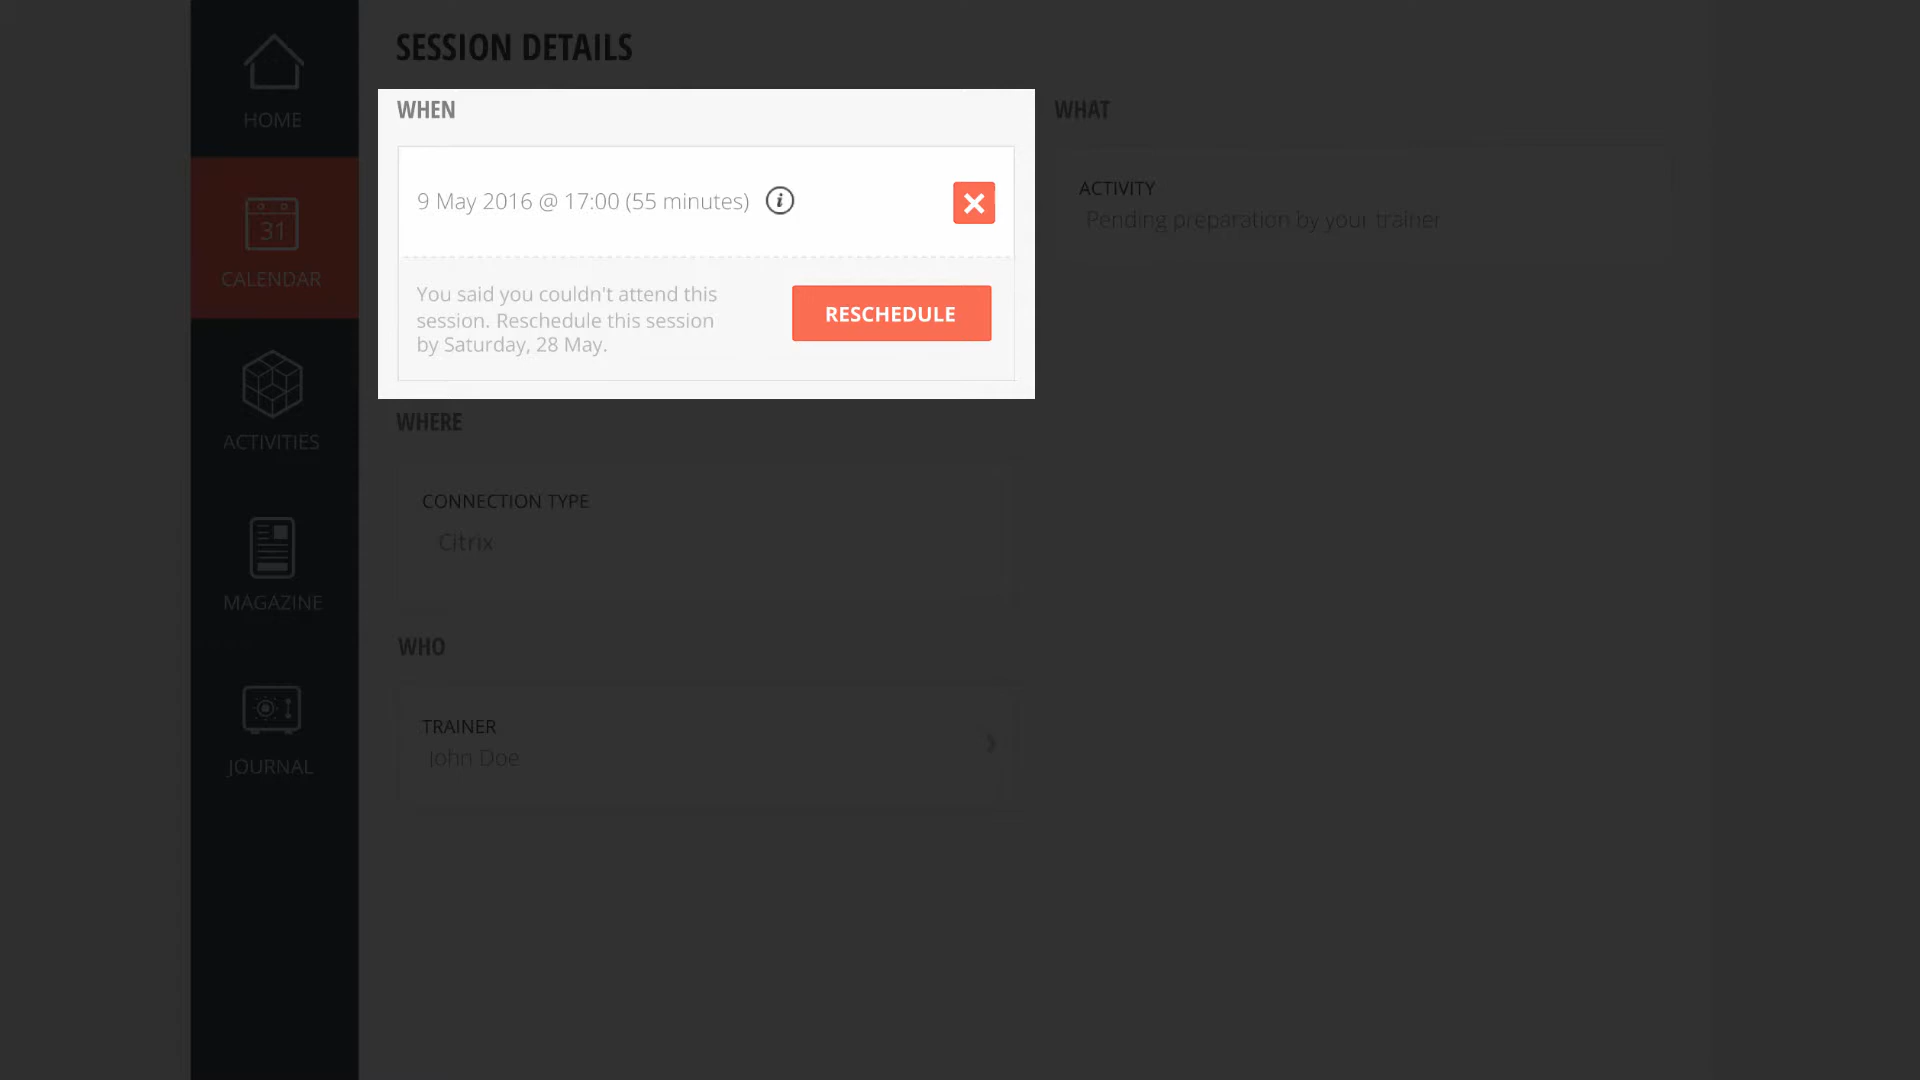 SESSION DETAILS
HOME
31
CALENDAR
ACTIVITIES
MAGAZINE
JOURNAL
WHEN
9 May 2016 @ 17:00 (55 minutes) i
You said you couldn't attend this
session. Reschedule this session
by Saturday, 28 May.
RESCHEDULE
WHERE
CONNECTION TYPE
Citrix
WHO
TRAINER
John Doe
WHAT
ACTIVITY
Pending preparation by your trainer